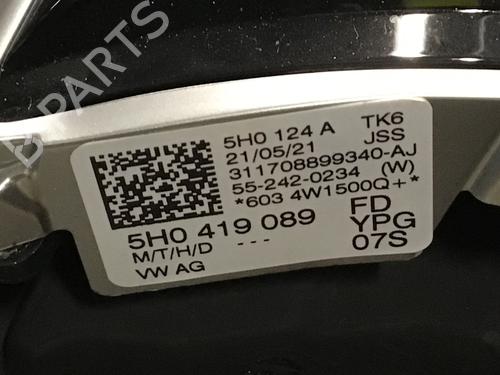 B PARTS
5H0 124 A TK6
21/05/21 JSS
311708899340-AJ
55-242-0234 (W)
*603 4W1500Q+*
5H0 419 089 FD
M/T/H/D --- YPG
VW AG 07S